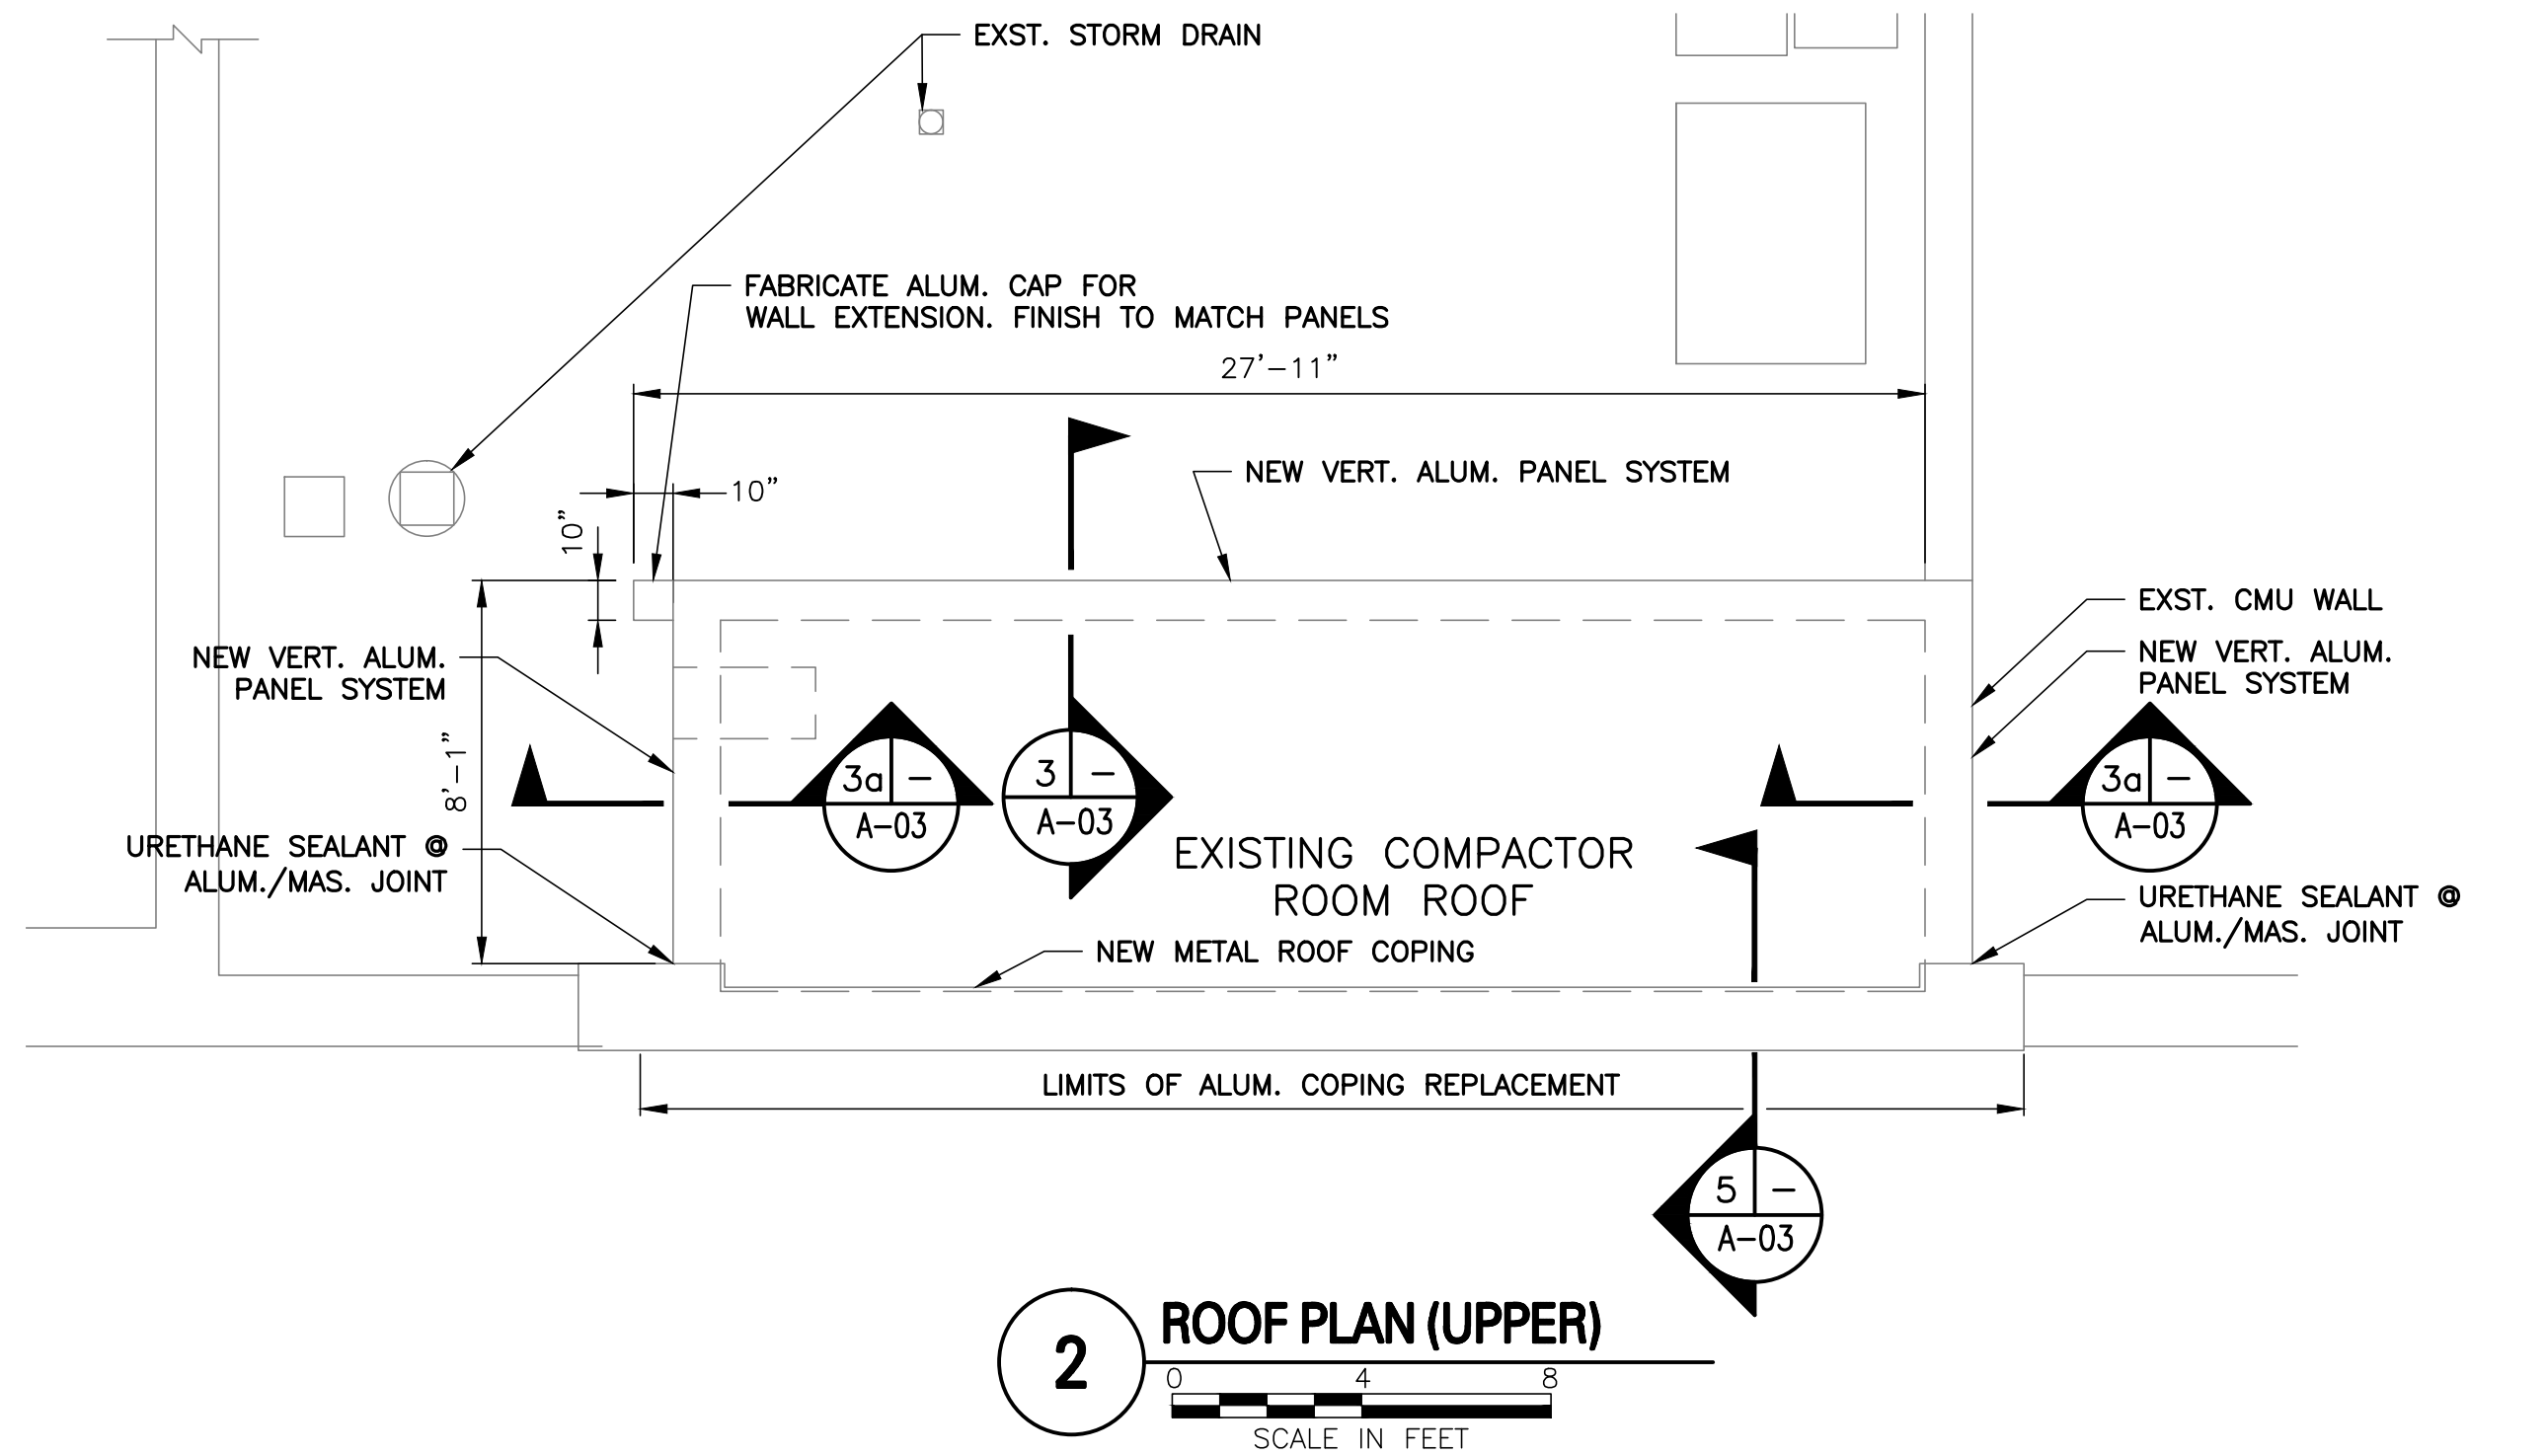 EXST. STORM DRAIN
FABRICATE ALUM. CAP FOR
WALL EXTENSION. FINISH TO MATCH PANELS
27'-11"
NEW VERT. ALUM. PANEL SYSTEM
10"
10"
EXST. CMU WALL
NEW VERT. ALUM.
PANEL SYSTEM
NEW VERT. ALUM.
PANEL SYSTEM
8'-1"
3a -
A-03
3 -
A-03
3a -
A-03
URETHANE SEALANT @
ALUM./MAS. JOINT
EXISTING COMPACTOR
ROOM ROOF
URETHANE SEALANT @
ALUM./MAS. JOINT
NEW METAL ROOF COPING
LIMITS OF ALUM. COPING REPLACEMENT
5 -
A-03
2
ROOF PLAN (UPPER)
0 4 8
SCALE IN FEET